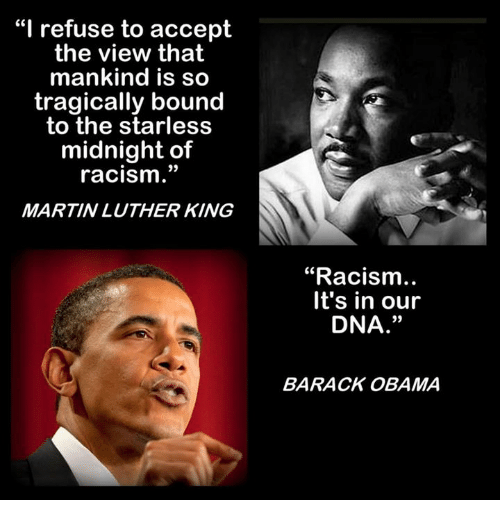 “I refuse to accept
the view that
mankind is so
tragically bound
to the starless
midnight of
racism.”
MARTIN LUTHER KING
“Racism..
It's in our
DNA.”
BARACK OBAMA